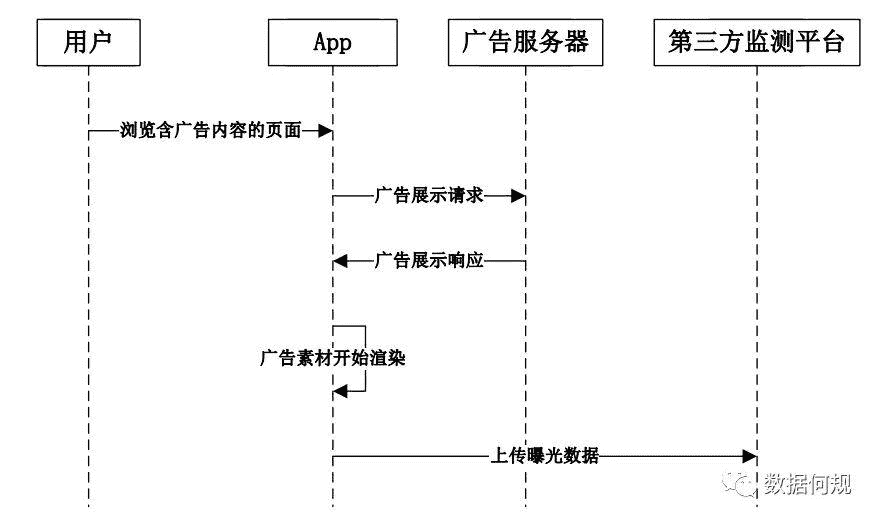 用户
App
广告服务器
第三方监测平台
浏览含广告内容的页面
广告展示请求
广告展示响应
广告素材开始渲染
上传曝光数据
数据何规